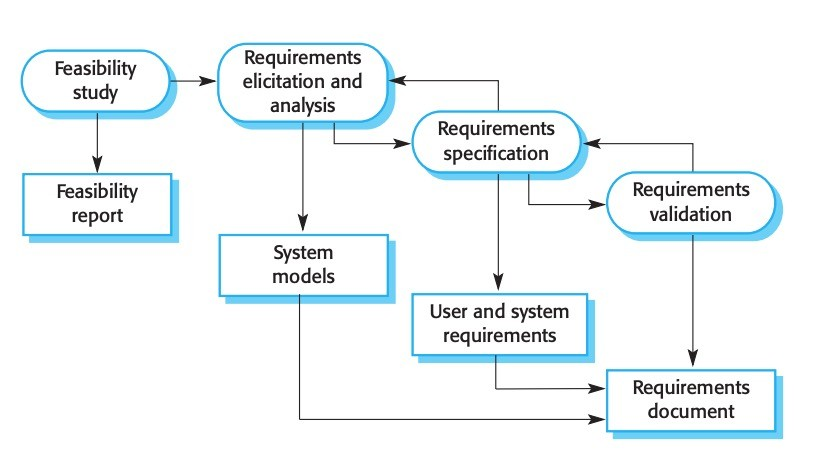 Feasibility
study
Requirements
elicitation and
analysis
Requirements
specification
Requirements
validation
Feasibility
report
System
models
User and system
requirements
Requirements
document